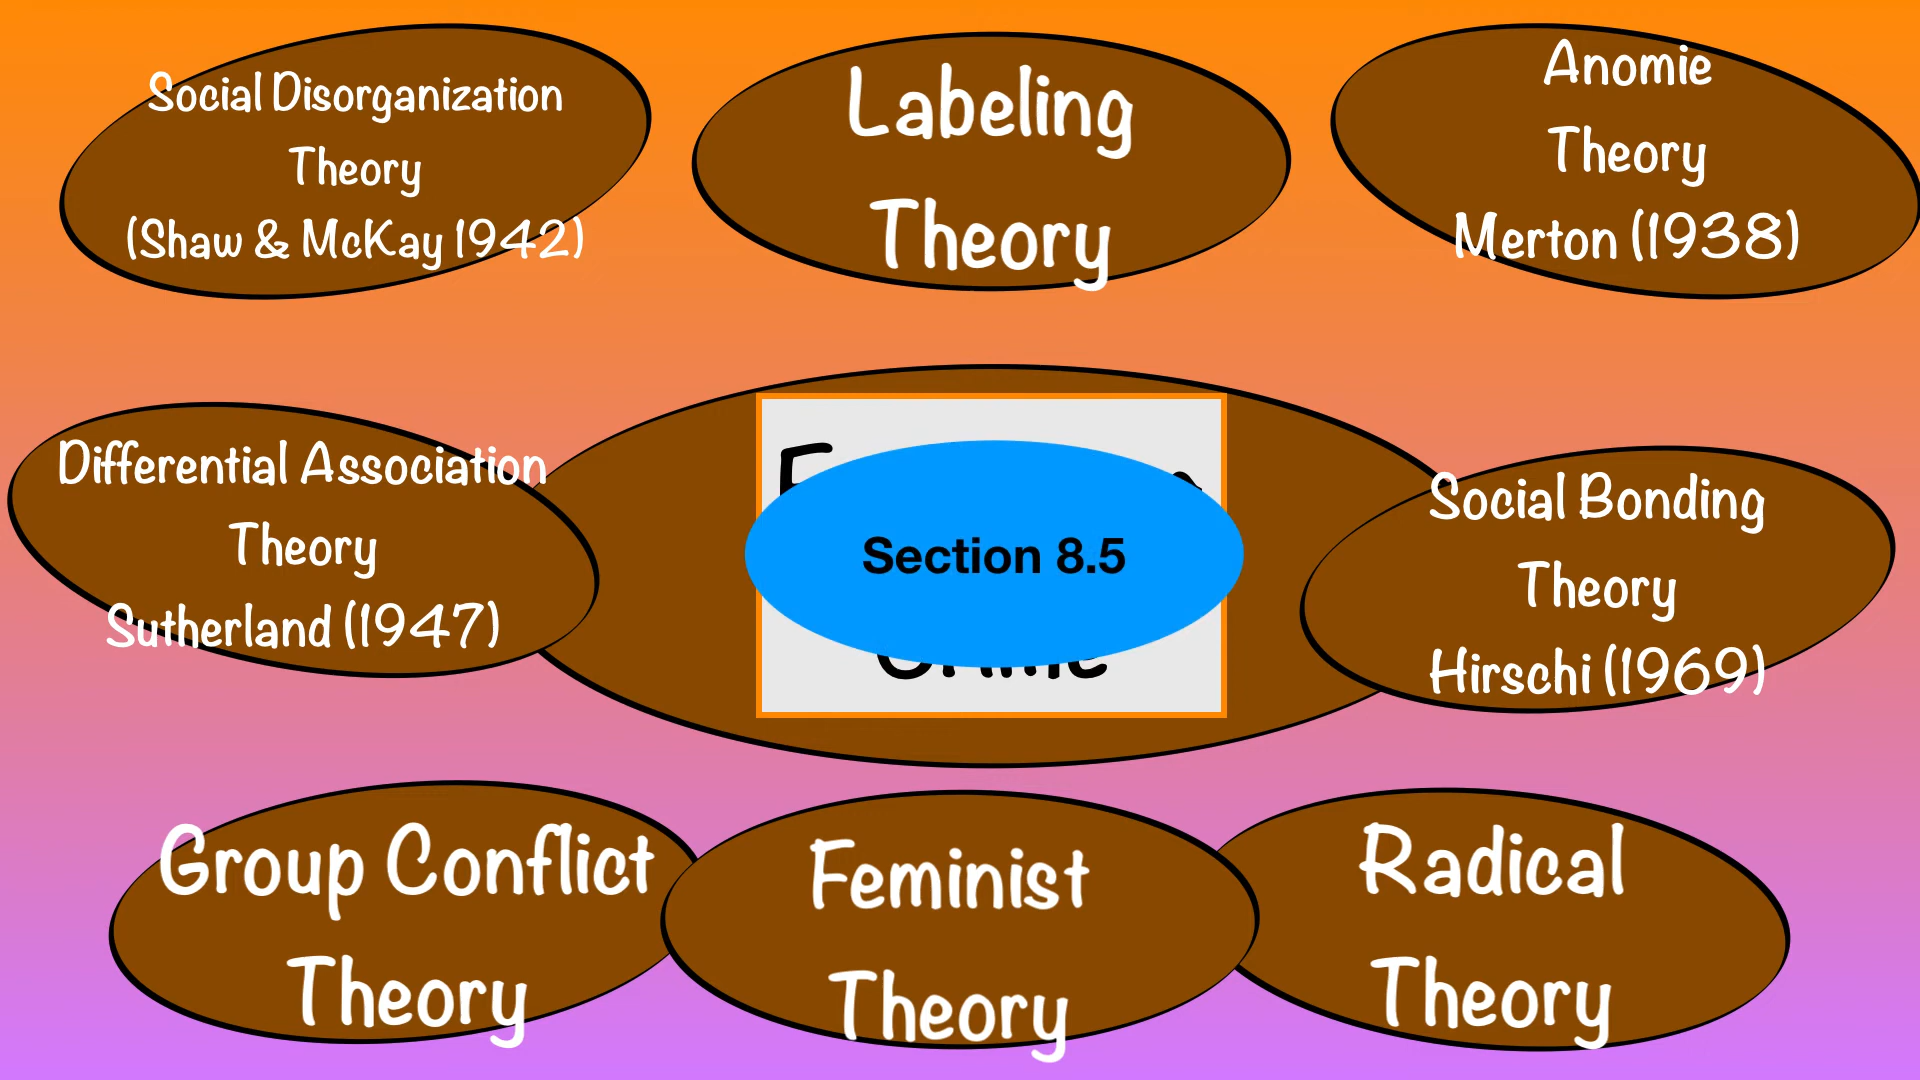 Social Disorganization
Theory
(Shaw & McKay 1942)
Labeling
Theory
Anomie
Theory
Merton (1938)
Differential Association
Theory
Sutherland (1947)
Section 8.5
Social Bonding
Theory
Hirschi (1969)
Group Conflict
Theory
Feminist
Theory
Radical
Theory